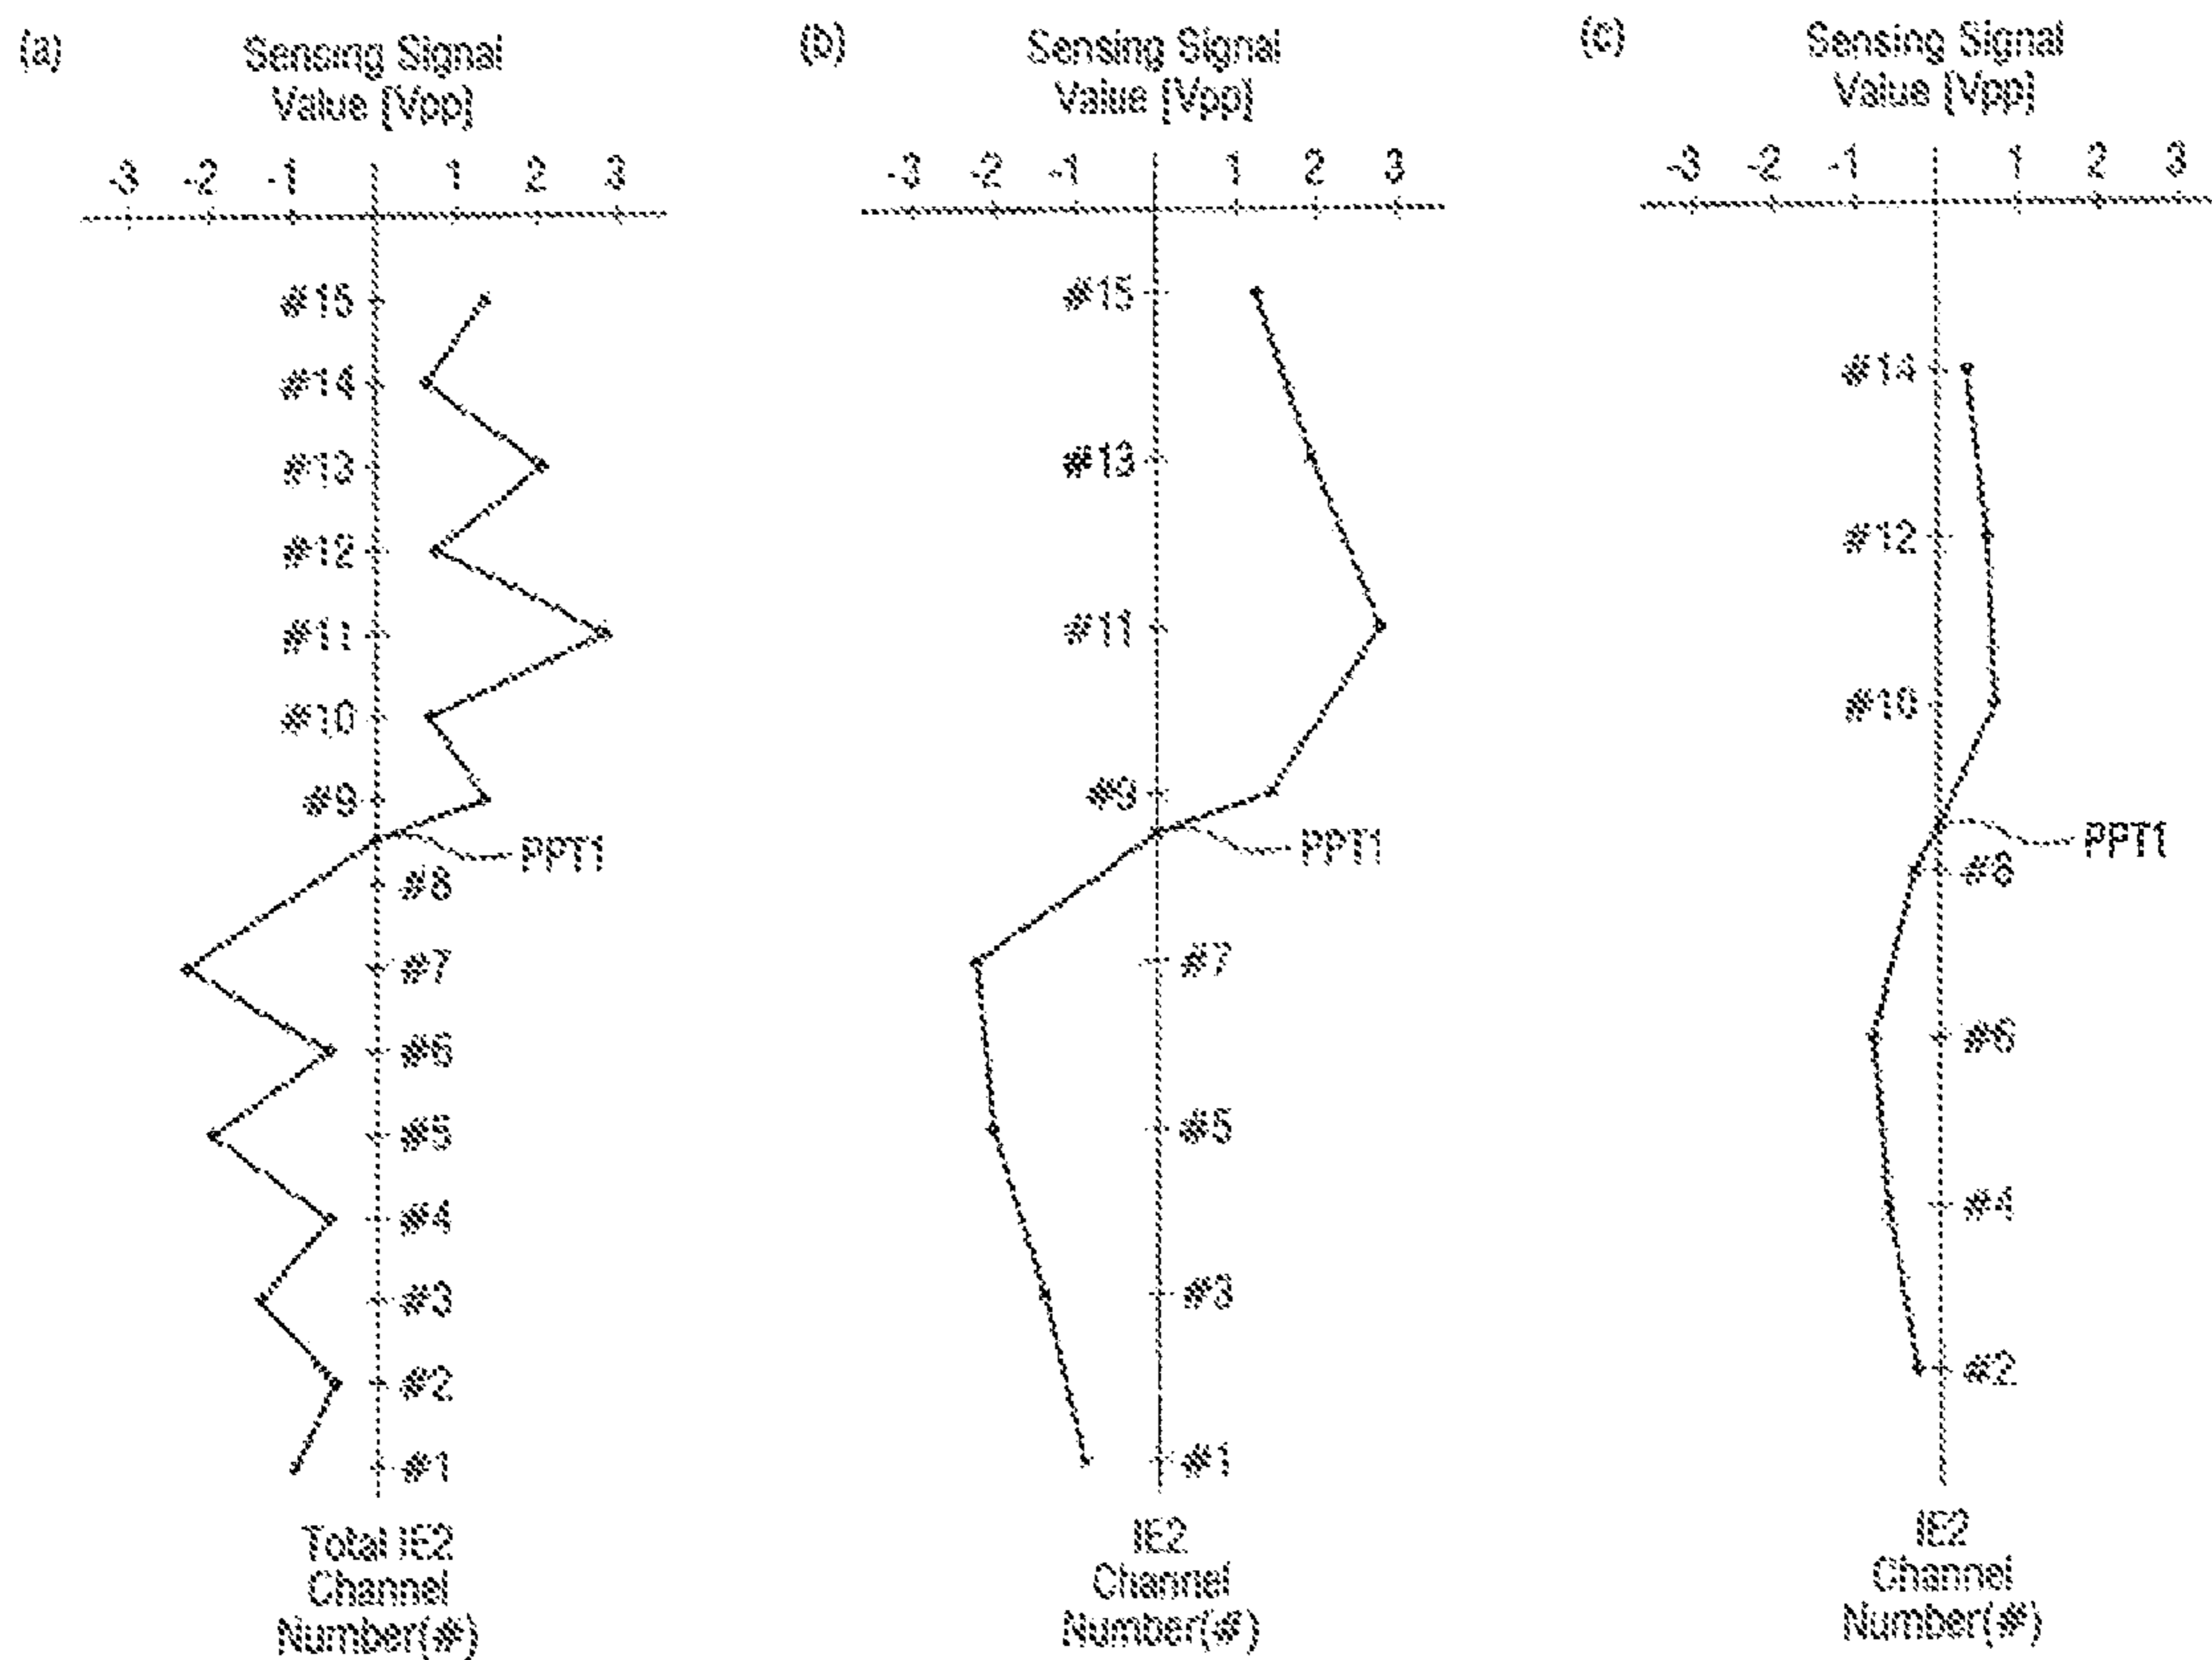 (a)
Sensing Signal
Value [Vpp]
-3 -2 -1 1 2 3
#15
#14
#13
#12
#11
#10
#9
PPT1
#8
#7
#6
#5
#4
#3
#2
#1
Total IE2
Channel
Number(#)
(b)
Sensing Signal
Value [Vpp]
-3 -2 -1 1 2 3
#15
#13
#11
#9
PPT1
#7
#5
#3
#1
IE2
Channel
Number(#)
(c)
Sensing Signal
Value [Vpp]
-3 -2 -1 1 2 3
#14
#12
#10
PPT1
#8
#6
#4
#2
IE2
Channel
Number(#)